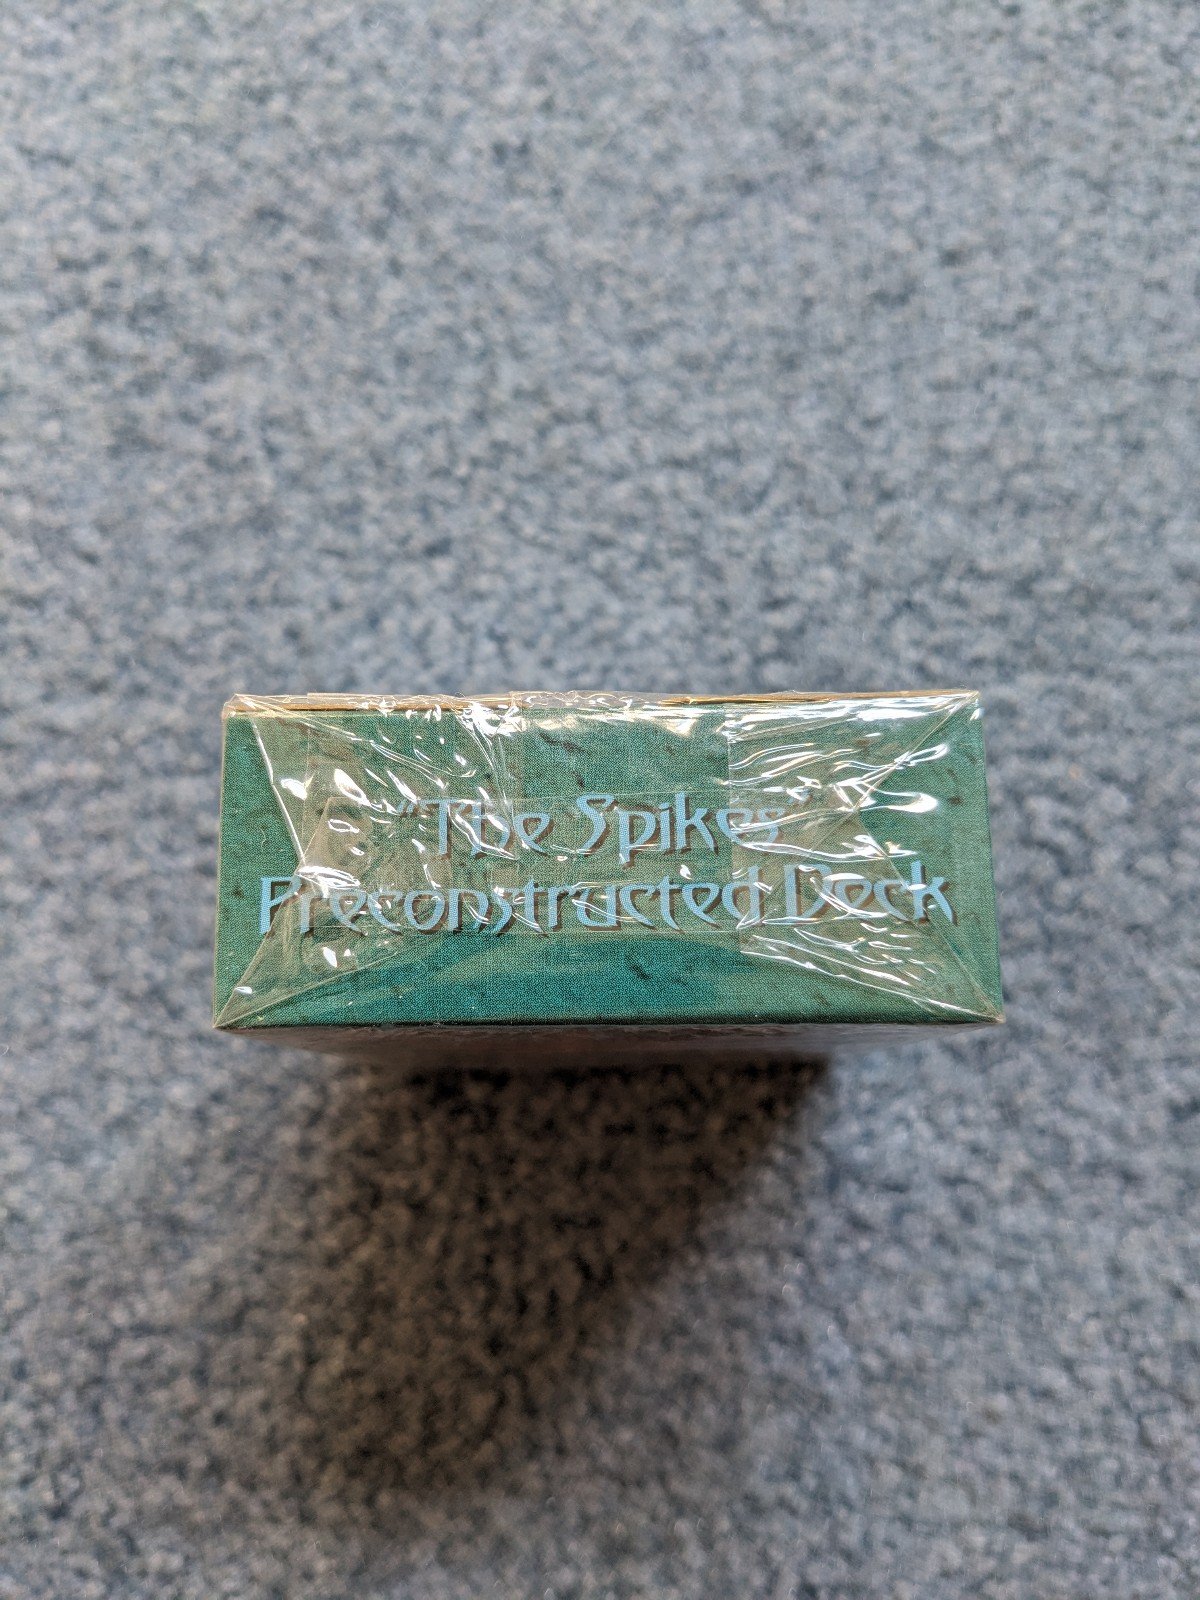 "The Spikes"
Preconstructed Deck